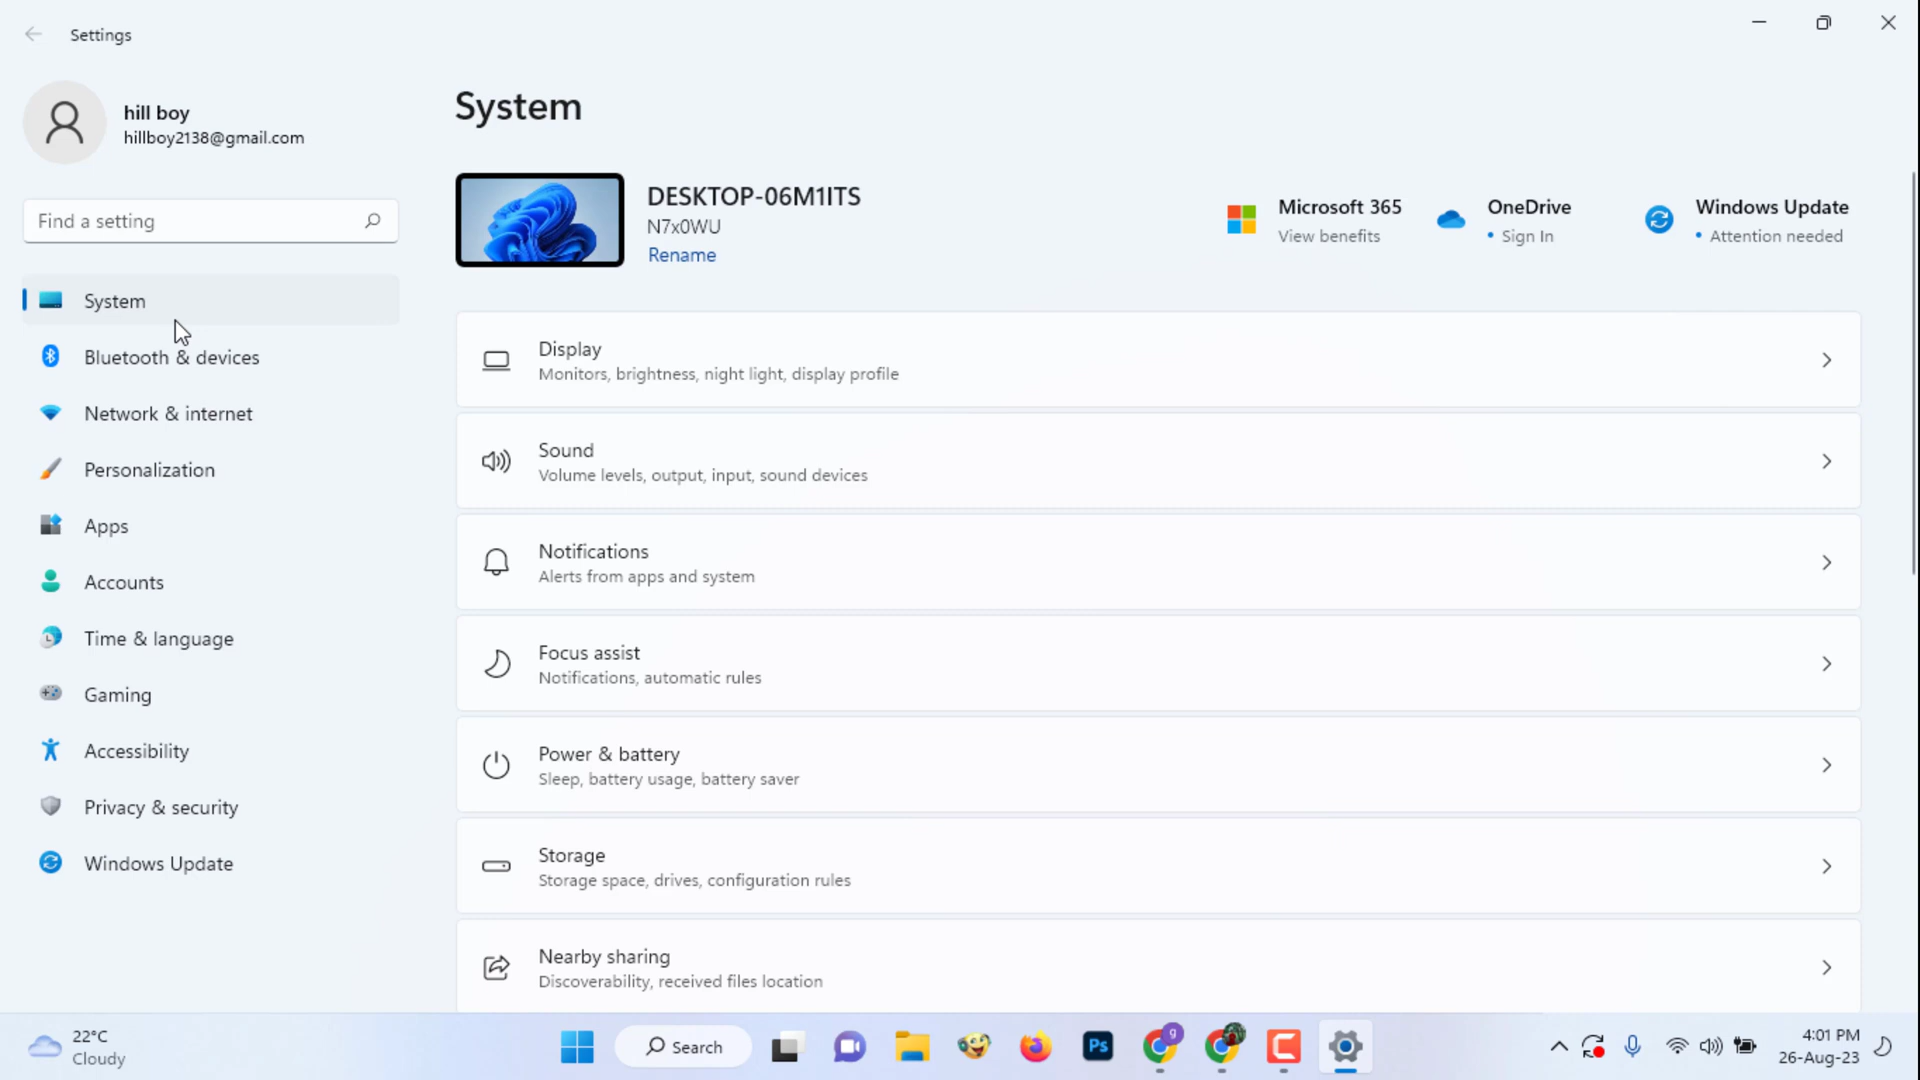 Settings
hill boy
hillboy2138@gmail.com
Find a setting
System
Bluetooth & devices
Network & internet
Personalization
Apps
Accounts
Time & language
Gaming
Accessibility
Privacy & security
Windows Update
System
DESKTOP-06M1ITS
N7x0WU
Rename
Microsoft 365
View benefits
OneDrive
• Sign In
Windows Update
• Attention needed
Display
Monitors, brightness, night light, display profile
Sound
Volume levels, output, input, sound devices
Notifications
Alerts from apps and system
Focus assist
Notifications, automatic rules
Power & battery
Sleep, battery usage, battery saver
Storage
Storage space, drives, configuration rules
Nearby sharing
Discoverability, received files location
22°C
Cloudy
Search
Ps
g
4:01 PM
26-Aug-23